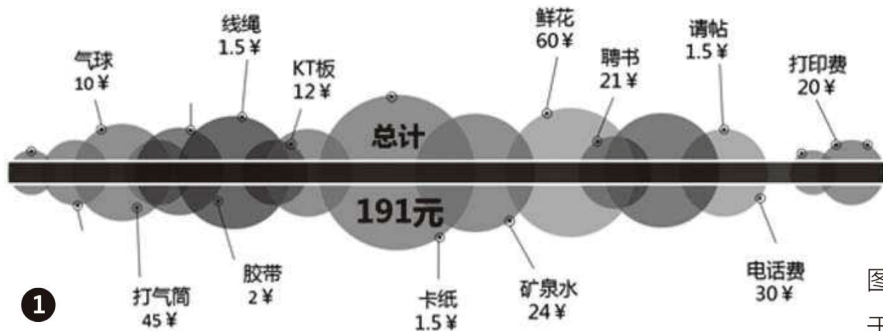 线绳
1.5￥
鲜花
60￥
请帖
1.5￥
气球
10￥
KT板
12￥
聘书
21￥
打印费
20￥
总计
191元
打气筒
45￥
胶带
2￥
卡纸
1.5￥
矿泉水
24￥
电话费
30￥
1
图